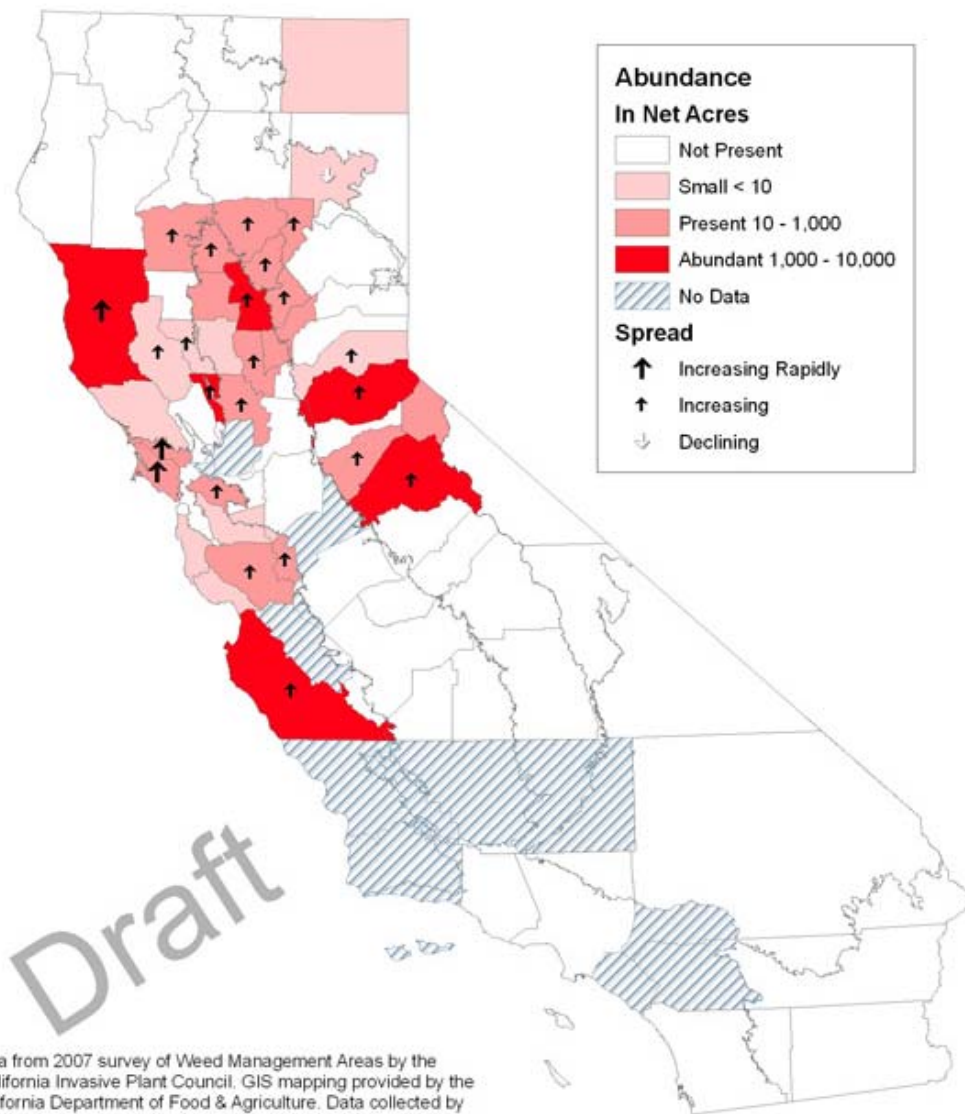 Abundance
In Net Acres
Not Present
Small < 10
Present 10 - 1,000
Abundant 1,000 - 10,000
No Data
Spread
Increasing Rapidly
Increasing
Declining
Draft
a from 2007 survey of Weed Management Areas by the
lifornia Invasive Plant Council. GIS mapping provided by the
ifornia Department of Food & Agriculture. Data collected by